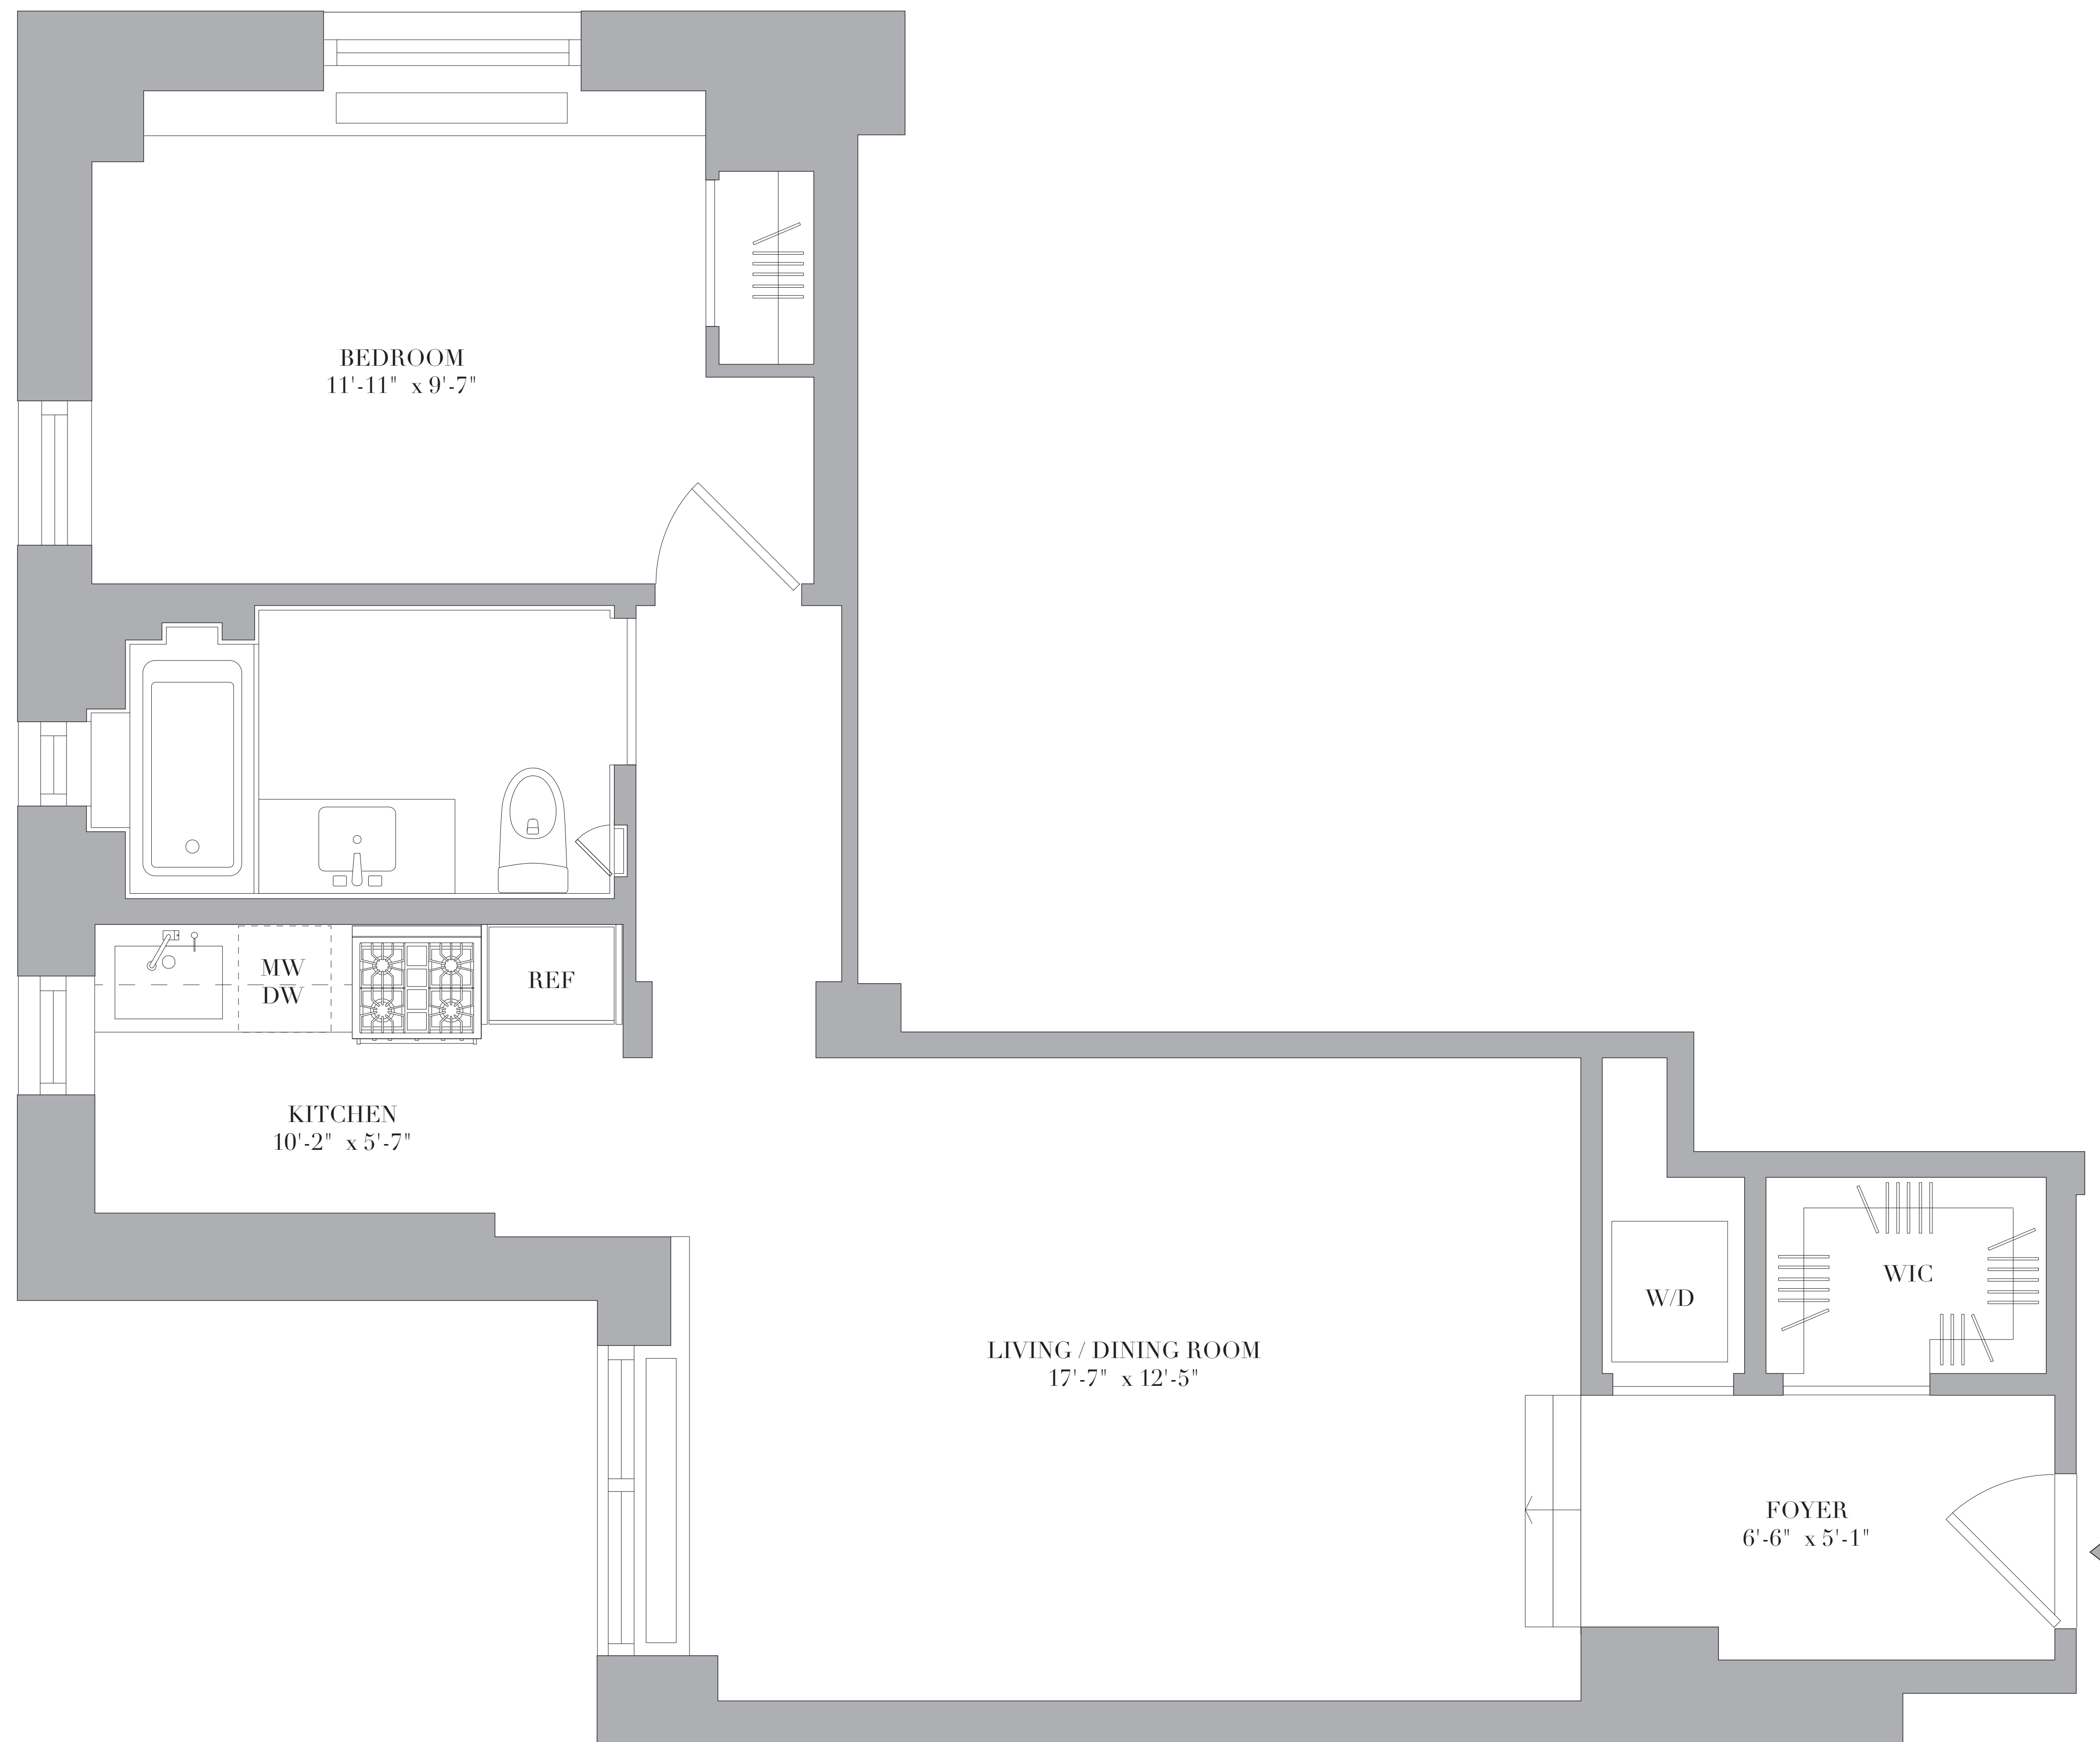 BEDROOM
11'-11" x 9'-7"
MW
DW
REF
KITCHEN
10'-2" x 5'-7"
LIVING / DINING ROOM
17'-7" x 12'-5"
W/D
WIC
FOYER
6'-6" x 5'-1"